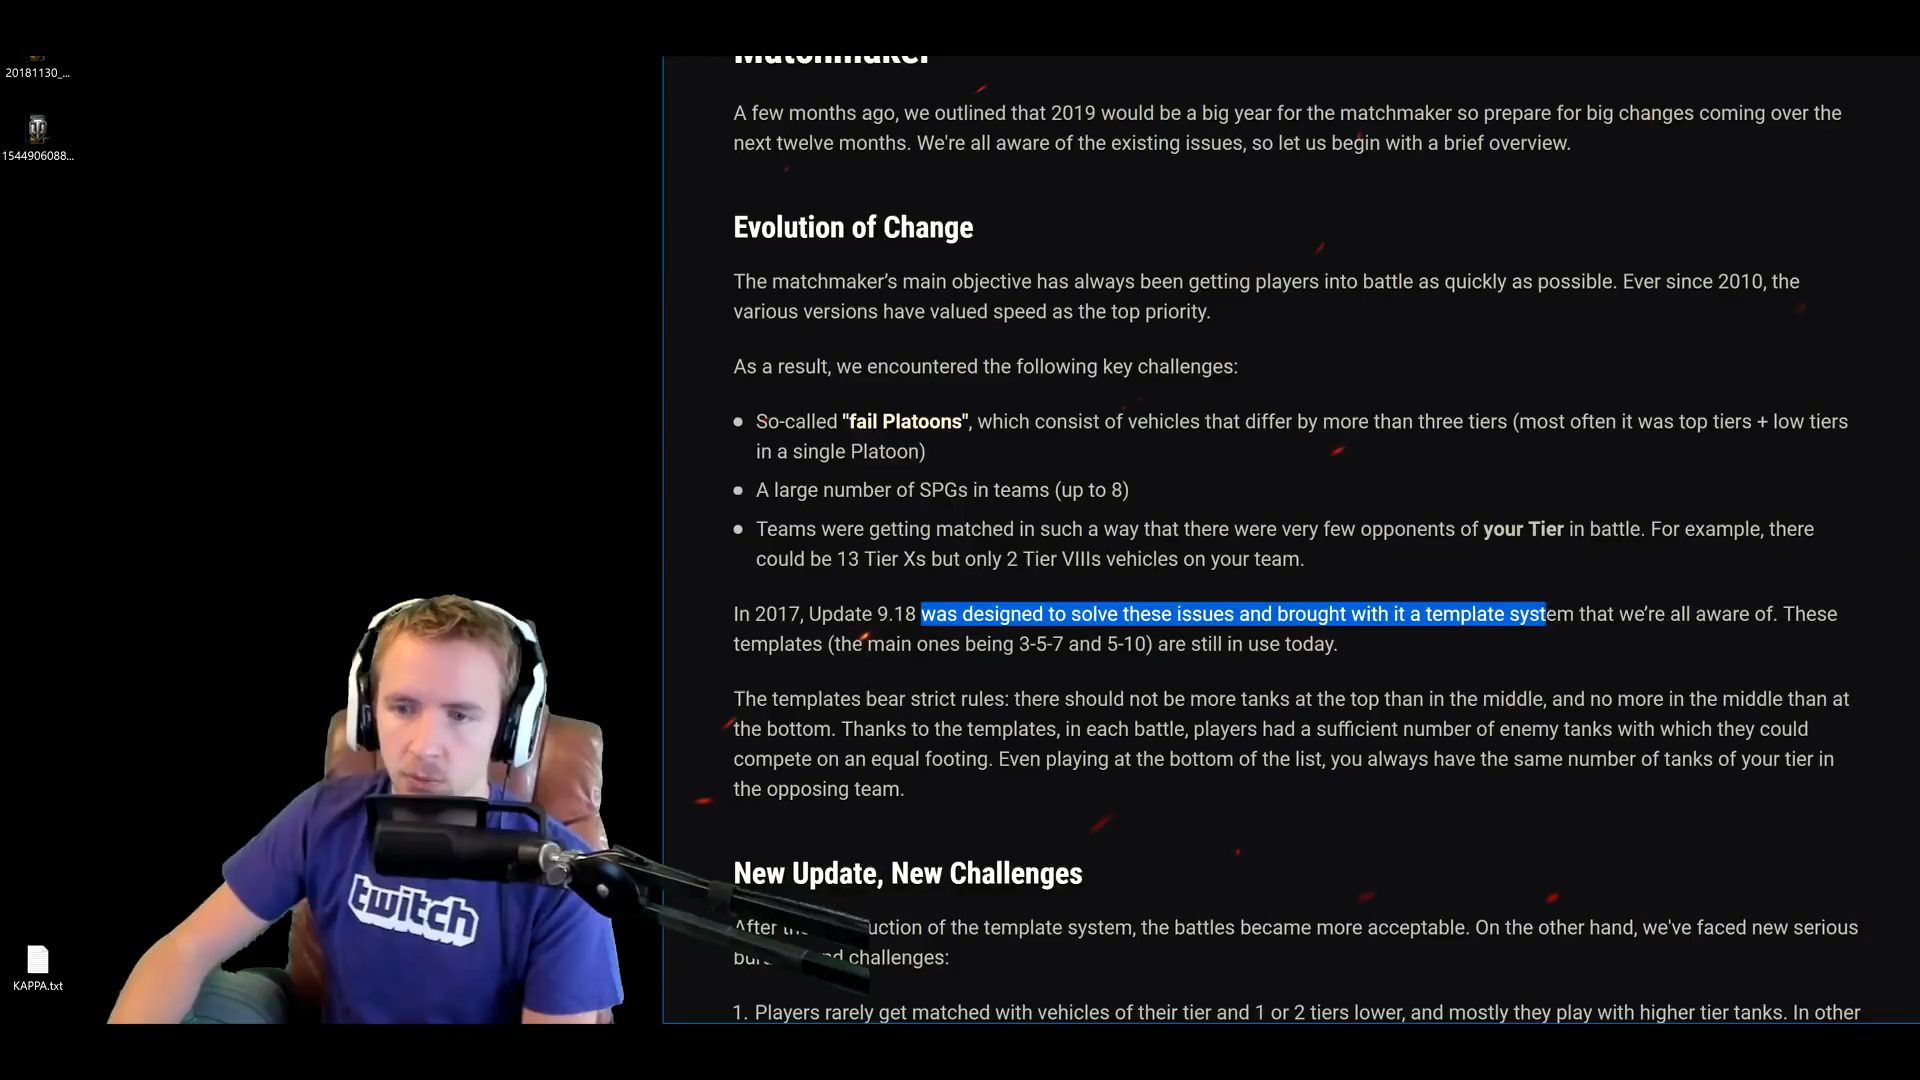 20181130_...
1544906088...
Matchmaker
A few months ago, we outlined that 2019 would be a big year for the matchmaker so prepare for big changes coming over the
next twelve months. We're all aware of the existing issues, so let us begin with a brief overview.
Evolution of Change
The matchmaker’s main objective has always been getting players into battle as quickly as possible. Ever since 2010, the
various versions have valued speed as the top priority.
As a result, we encountered the following key challenges:
So-called "fail Platoons", which consist of vehicles that differ by more than three tiers (most often it was top tiers + low tiers
in a single Platoon)
A large number of SPGs in teams (up to 8)
Teams were getting matched in such a way that there were very few opponents of your Tier in battle. For example, there
could be 13 Tier Xs but only 2 Tier VIIIs vehicles on your team.
In 2017, Update 9.18 was designed to solve these issues and brought with it a template system that we’re all aware of. These
templates (the main ones being 3-5-7 and 5-10) are still in use today.
The templates bear strict rules: there should not be more tanks at the top than in the middle, and no more in the middle than at
the bottom. Thanks to the templates, in each battle, players had a sufficient number of enemy tanks with which they could
compete on an equal footing. Even playing at the bottom of the list, you always have the same number of tanks of your tier in
the opposing team.
New Update, New Challenges
After of the template system, the battles became more acceptable. On the other hand, we've faced new serious
challenges:
1. Players rarely get matched with vehicles of their tier and 1 or 2 tiers lower, and mostly they play with higher tier tanks. In other
twitch
KAPPA.txt